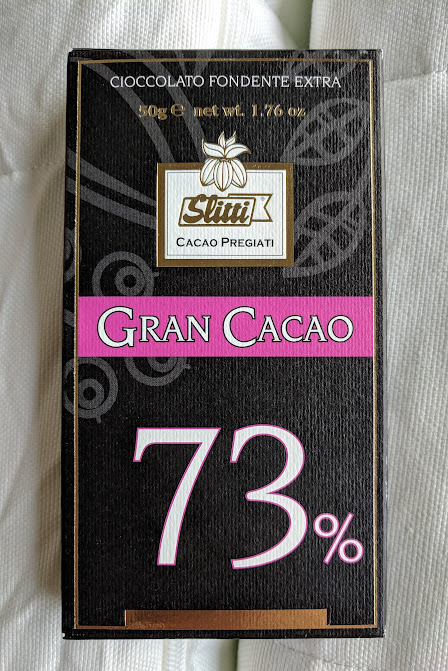 CIOCCOLATO FONDENTE EXTRA
50g ℮ net wt. 1.76 oz
Slitti®
CACAO PREGIATI
GRAN CACAO
73%